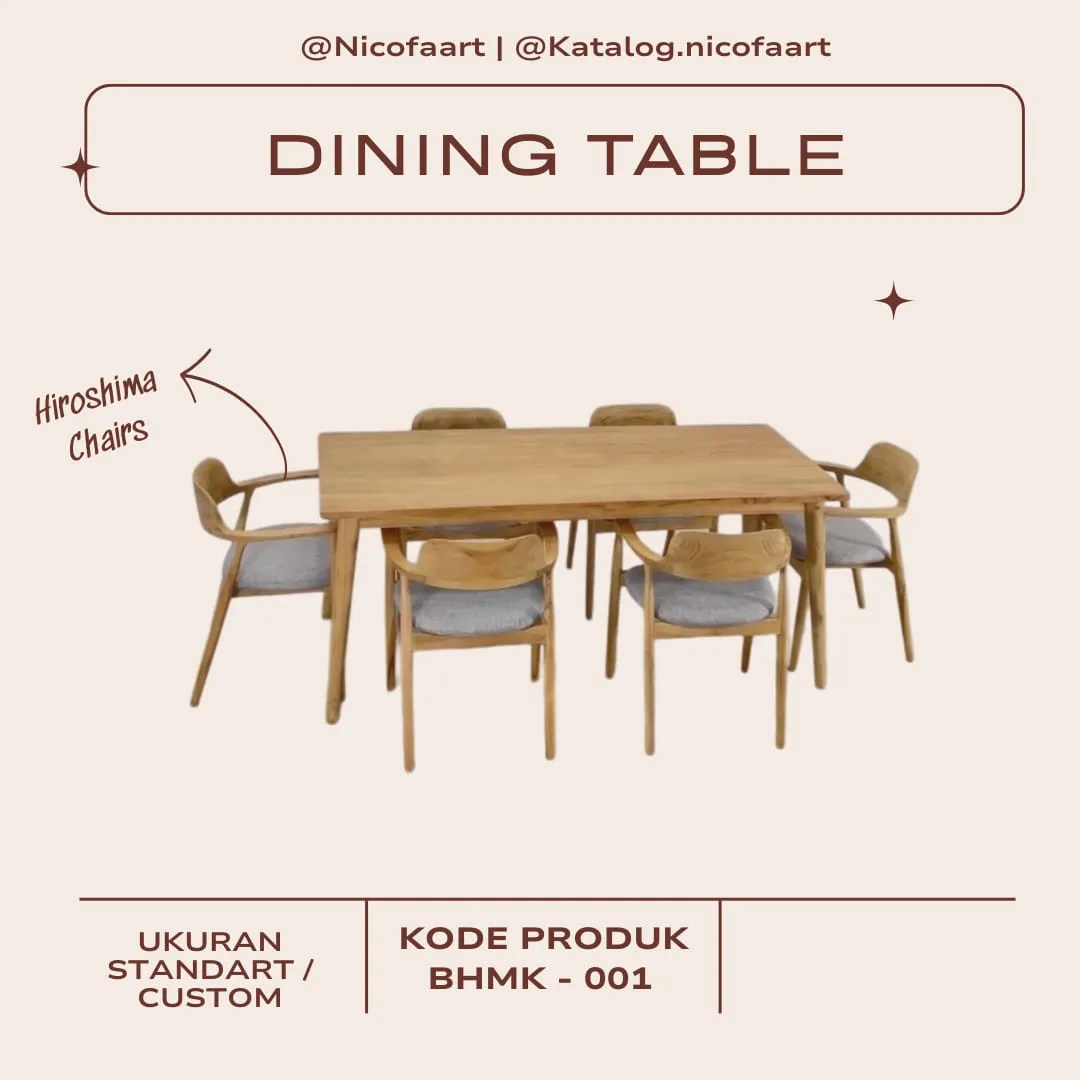 @Nicofaart | @Katalog.nicofaart
DINING TABLE
Hiroshima
Chairs
UKURAN
STANDART /
CUSTOM
KODE PRODUK
BHMK - 001